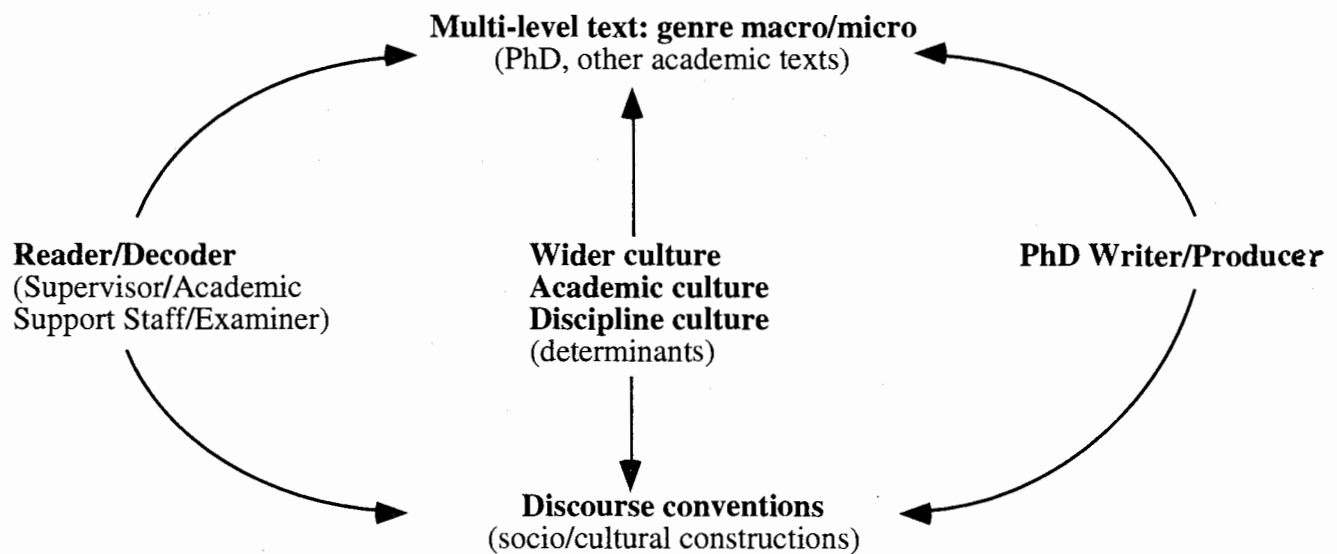 Multi-level text: genre macro/micro
(PhD, other academic texts)
Reader/Decoder
(Supervisor/Academic
Support Staff/Examiner)
Wider culture
Academic culture
Discipline culture
(determinants)
PhD Writer/Producer
Discourse conventions
(socio/cultural constructions)